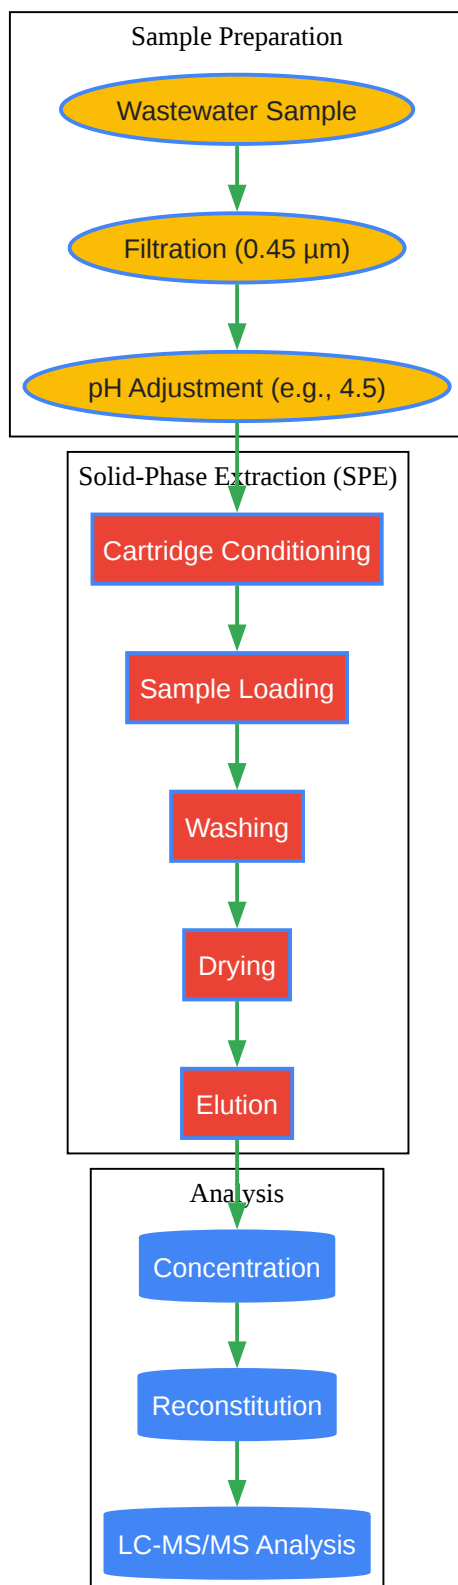 Sample Preparation
Wastewater Sample
Filtration (0.45 µm)
pH Adjustment (e.g., 4.5)
Solid-Phase Extraction (SPE)
Cartridge Conditioning
Sample Loading
Washing
Drying
Elution
Analysis
Concentration
Reconstitution
LC-MS/MS Analysis